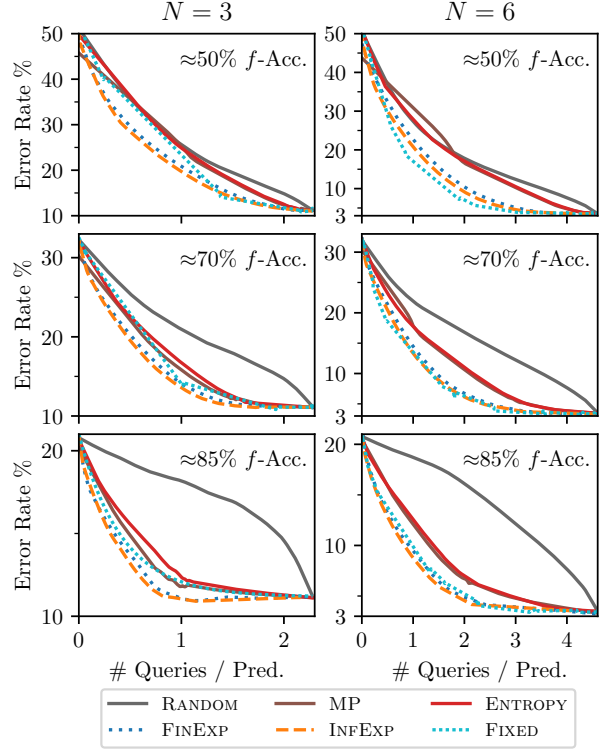 N = 3
N = 6
50
40
30
20
10
Error Rate %
≈50% f-Acc.
50
40
30
20
10
3
≈50% f-Acc.
30
20
10
Error Rate %
≈70% f-Acc.
30
20
10
3
≈70% f-Acc.
20
10
Error Rate %
≈85% f-Acc.
20
10
3
≈85% f-Acc.
0 1 2
0 1 2 3 4
# Queries / Pred.
# Queries / Pred.
RANDOM MP ENTROPY
FINEXP INFEXP FIXED